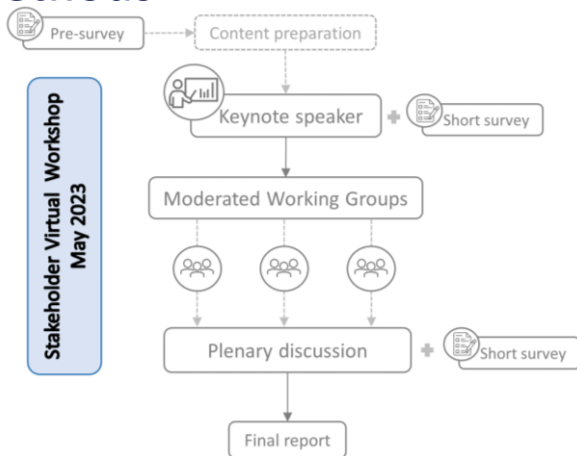 Pre-survey
Content preparation
Keynote speaker
Short survey
Stakeholder Virtual Workshop
May 2023
Moderated Working Groups
Plenary discussion
Short survey
Final report